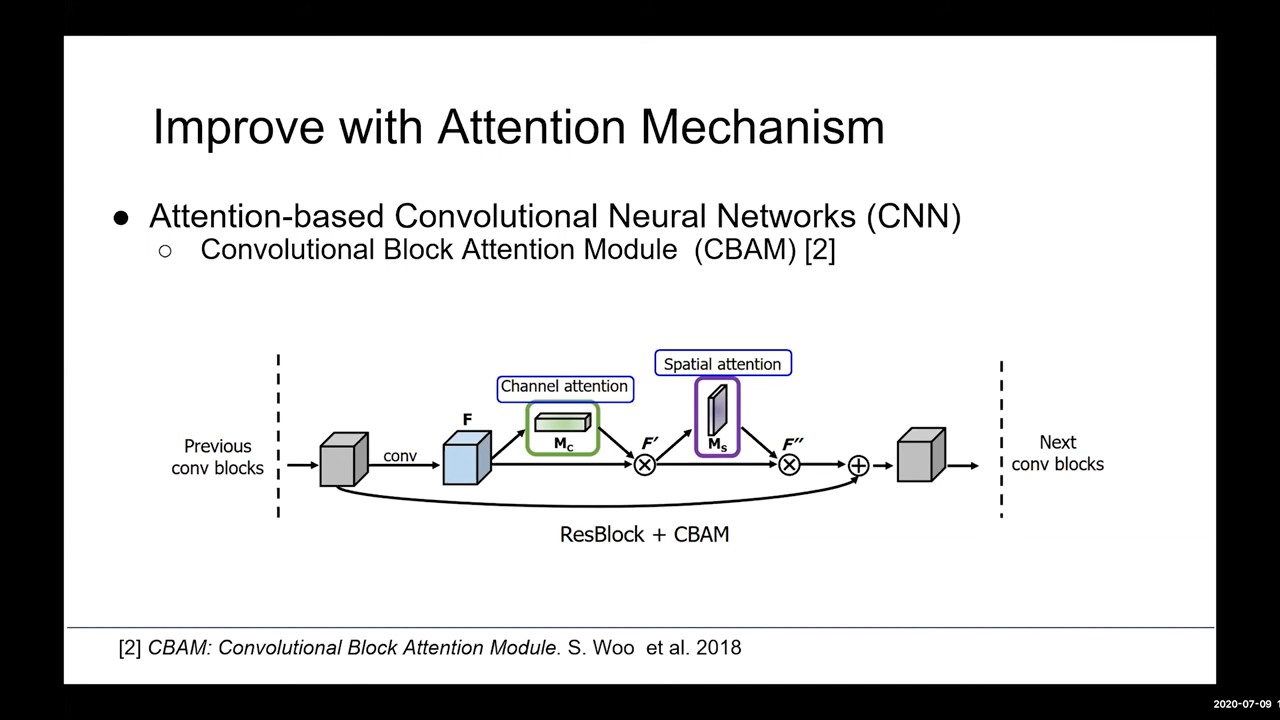 Improve with Attention Mechanism
● Attention-based Convolutional Neural Networks (CNN)
○ Convolutional Block Attention Module (CBAM) [2]
Spatial attention
Channel attention
F
Mc
F′
Ms
F′′
Previous
conv blocks
conv
Next
conv blocks
ResBlock + CBAM
[2] CBAM: Convolutional Block Attention Module. S. Woo et al. 2018
2020-07-09